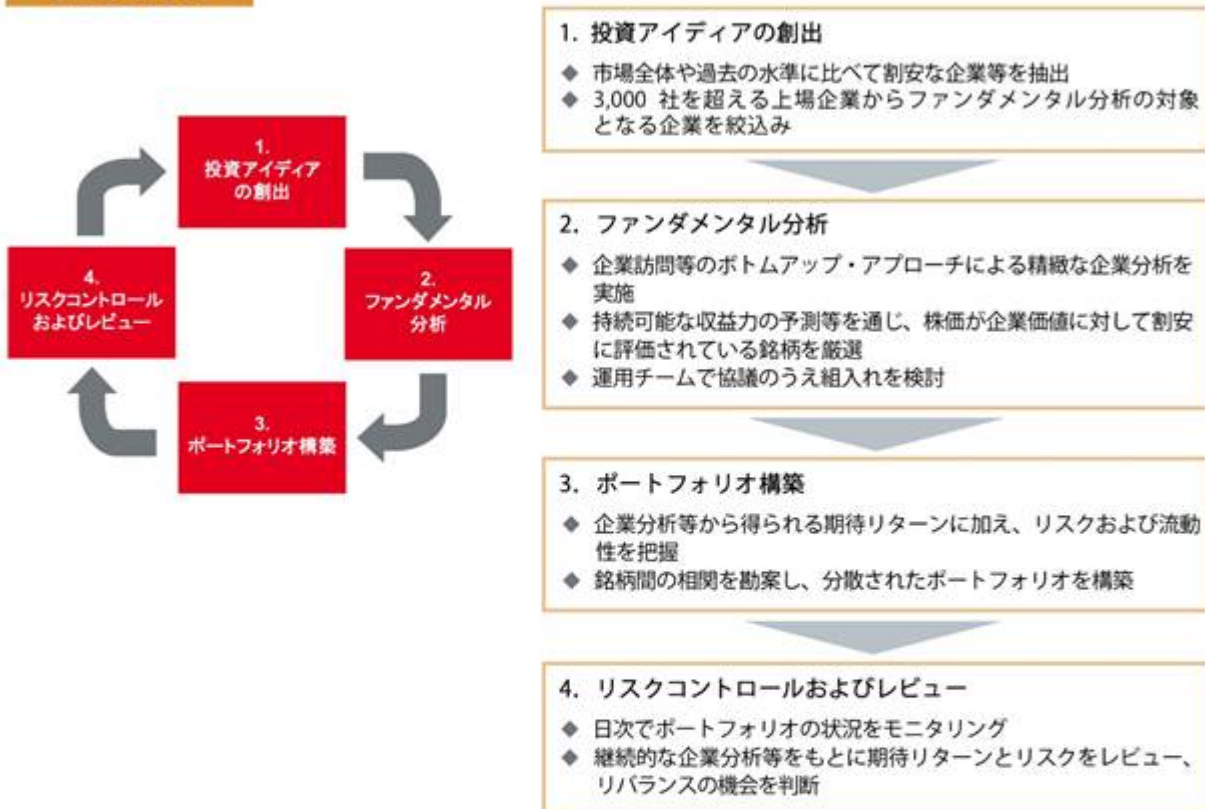 1.
投資アイディア
の創出
2.
ファンダメンタル
分析
3.
ポートフォリオ構築
4.
リスクコントロール
およびレビュー
1. 投資アイディアの創出
◆ 市場全体や過去の水準に比べて割安な企業等を抽出
◆ 3,000 社を超える上場企業からファンダメンタル分析の対象
となる企業を絞込み
2. ファンダメンタル分析
◆ 企業訪問等のボトムアップ・アプローチによる精緻な企業分析を
実施
◆ 持続可能な収益力の予測等を通じ、株価が企業価値に対して割安
に評価されている銘柄を厳選
◆ 運用チームで協議のうえ組入れを検討
3. ポートフォリオ構築
◆ 企業分析等から得られる期待リターンに加え、リスクおよび流動
性を把握
◆ 銘柄間の相関を勘案し、分散されたポートフォリオを構築
4. リスクコントロールおよびレビュー
◆ 日次でポートフォリオの状況をモニタリング
◆ 継続的な企業分析等をもとに期待リターンとリスクをレビュー、
リバランスの機会を判断